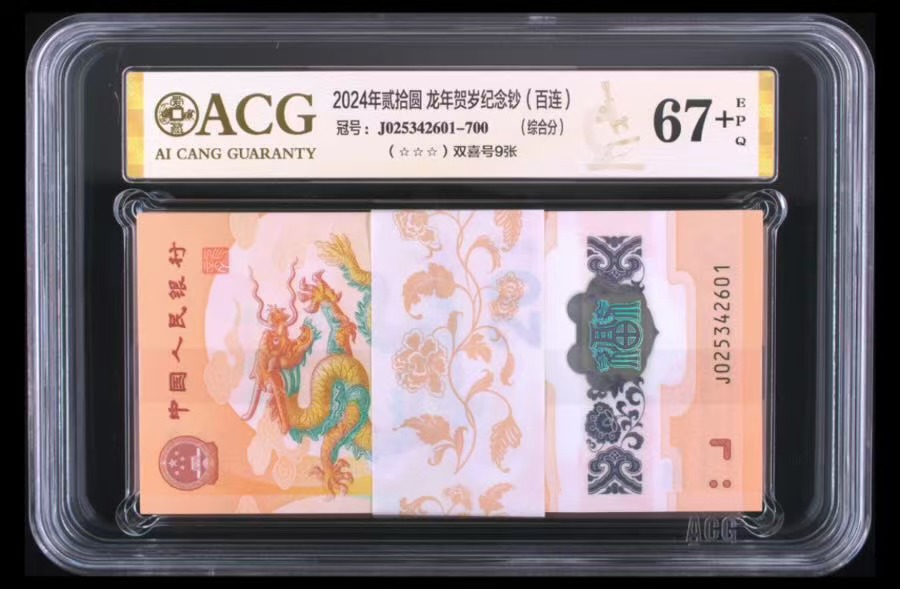 ACG
AI CANG GUARANTY
2024年贰拾圆 龙年贺岁纪念钞(百连)
冠号: J025342601-700 (综合分)
(☆☆☆)双喜号9张
67+
EPQ
中国人民银行
福
J025342601
ACG